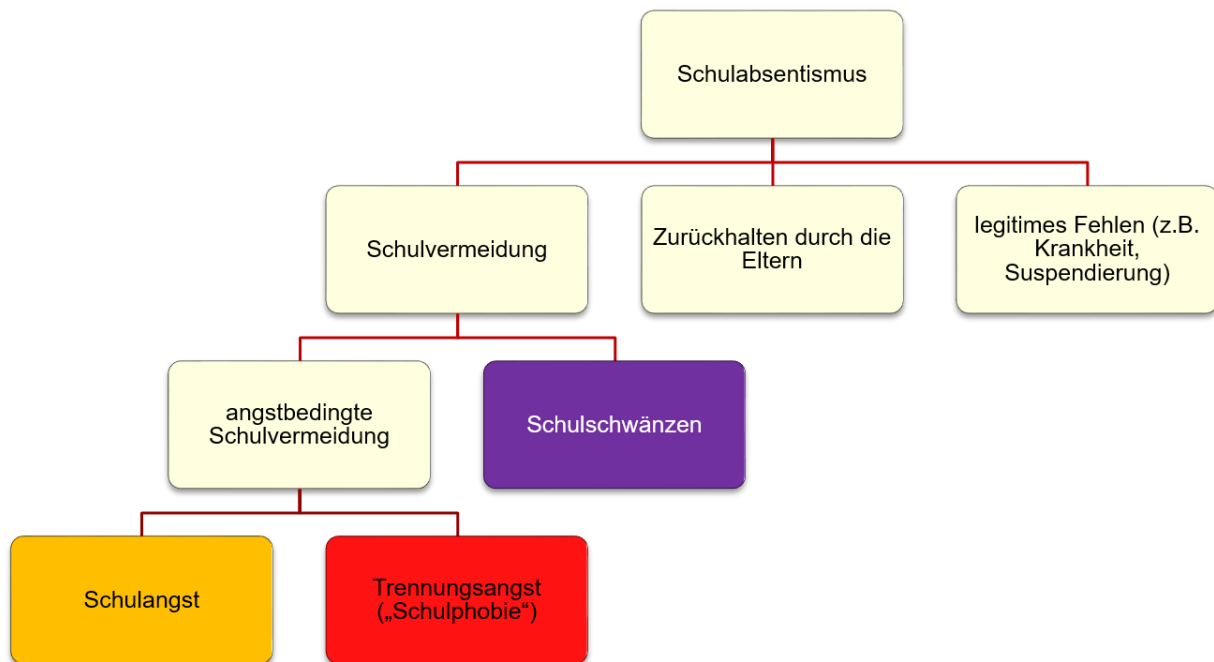 Schulabsentismus
Schulvermeidung
Zurückhalten durch die
Eltern
legitimes Fehlen (z.B.
Krankheit,
Suspendierung)
angstbedingte
Schulvermeidung
Schulschwänzen
Schulangst
Trennungsangst
(„Schulphobie“)